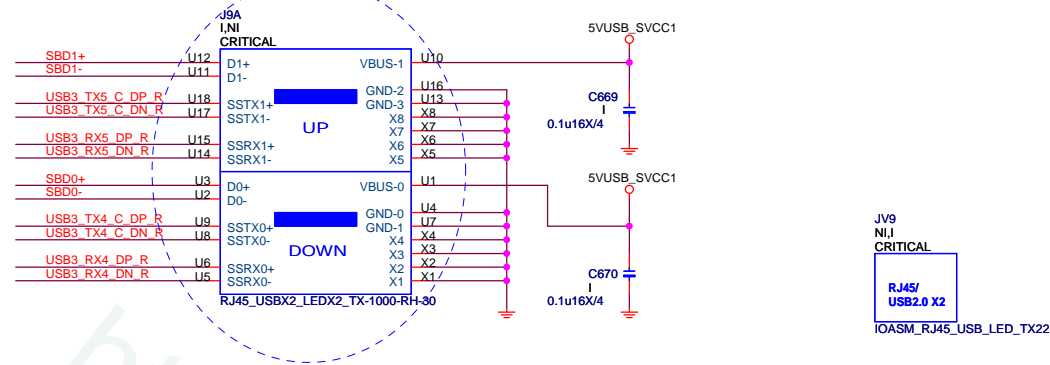 J9A
I,NI
CRITICAL
SBD1+ U12 D1+ VBUS-1 U10 5VUSB_SVCC1
SBD1- U11 D1-
USB3_TX5_C_DP_R U18 SSTX1+ GND-2 U16
USB3_TX5_C_DN_R U17 SSTX1- GND-3 U13
UP
X8 X8
X7 X7
USB3_RX5_DP_R U15 SSRX1+ X6 X6
USB3_RX5_DN_R U14 SSRX1- X5 X5
C669
I
0.1u16X/4
SBD0+ U3 D0+ VBUS-0 U1 5VUSB_SVCC1
SBD0- U2 D0-
USB3_TX4_C_DP_R U9 SSTX0+ GND-0 U4
USB3_TX4_C_DN_R U8 SSTX0- GND-1 U7
DOWN
X4 X4
X3 X3
USB3_RX4_DP_R U6 SSRX0+ X2 X2
USB3_RX4_DN_R U5 SSRX0- X1 X1
RJ45_USBX2_LEDX2_TX-1000-RH-30
C670
I
0.1u16X/4
JV9
NI,I
CRITICAL
RJ45/
USB2.0 X2
IOASM_RJ45_USB_LED_TX22